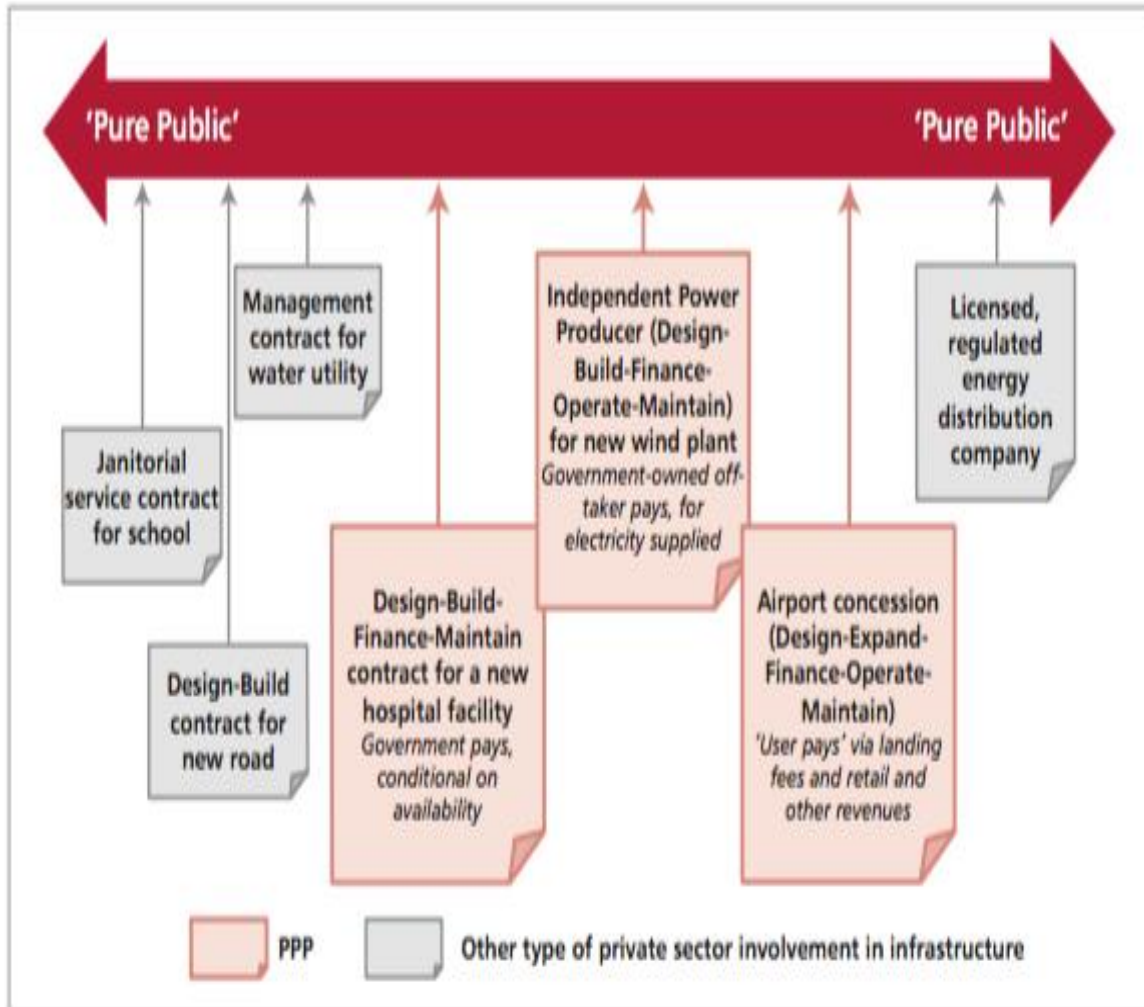 'Pure Public'
'Pure Public'
Management
contract for
water utility
Independent Power
Producer (Design-
Build-Finance-
Operate-Maintain)
for new wind plant
Government-owned off-
taker pays, for
electricity supplied
Licensed,
regulated
energy
distribution
company
Janitorial
service contract
for school
Design-Build-
Finance-Maintain
contract for a new
hospital facility
Government pays,
conditional on
availability
Airport concession
(Design-Expand-
Finance-Operate-
Maintain)
'User pays' via landing
fees and retail and
other revenues
Design-Build
contract for
new road
PPP
Other type of private sector involvement in infrastructure